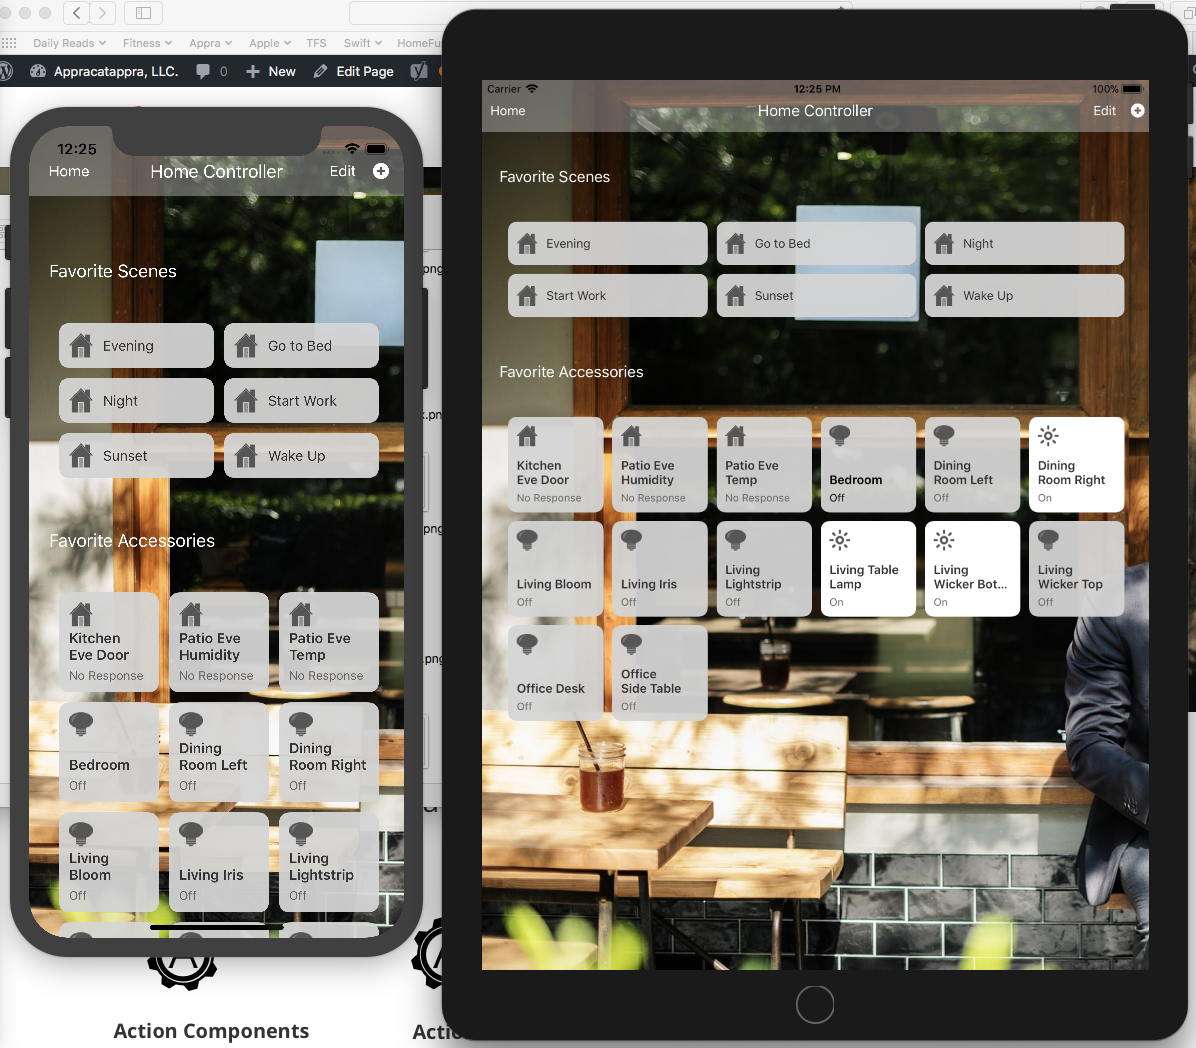 Daily Reads
Fitness
Appra
Apple
TFS
Swift
Appracatappra, LLC.
0
New
Edit Page
12:25
Home
Home Controller
Edit
Favorite Scenes
Evening
Go to Bed
Night
Start Work
Sunset
Wake Up
Favorite Accessories
Kitchen
Eve Door
No Response
Patio Eve
Humidity
No Response
Patio Eve
Temp
No Response
Bedroom
Off
Dining
Room Left
Off
Dining
Room Right
Off
Living
Bloom
Off
Living Iris
Off
Living
Lightstrip
Off
.png
.png
.png
Action Components
Carrier
12:25 PM
100%
Home
Home Controller
Edit
Favorite Scenes
Evening
Go to Bed
Night
Start Work
Sunset
Wake Up
Favorite Accessories
Kitchen
Eve Door
No Response
Patio Eve
Humidity
No Response
Patio Eve
Temp
No Response
Bedroom
Off
Dining
Room Left
Off
Dining
Room Right
On
Living Bloom
Off
Living Iris
Off
Living
Lightstrip
Off
Living Table
Lamp
On
Living
Wicker Bot...
On
Living
Wicker Top
Off
Office Desk
Off
Office
Side Table
Off